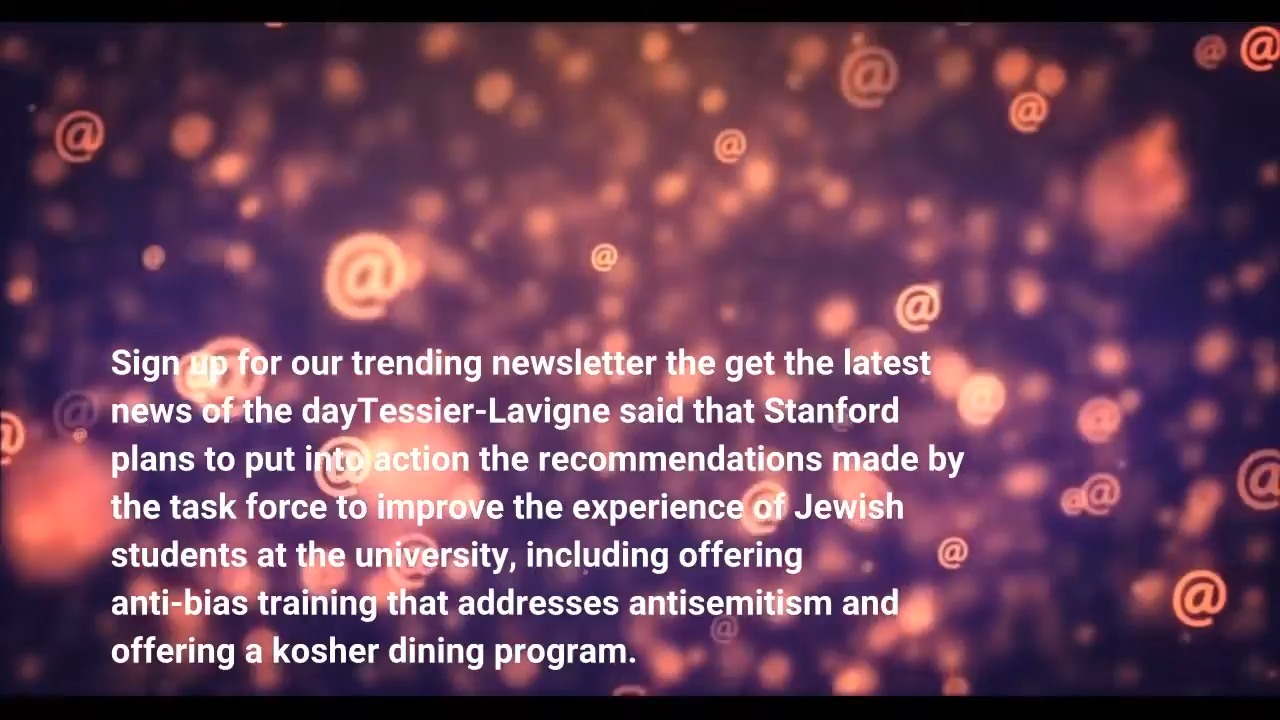 Sign up for our trending newsletter the get the latest
news of the dayTessier-Lavigne said that Stanford
plans to put into action the recommendations made by
the task force to improve the experience of Jewish
students at the university, including offering
anti-bias training that addresses antisemitism and
offering a kosher dining program.